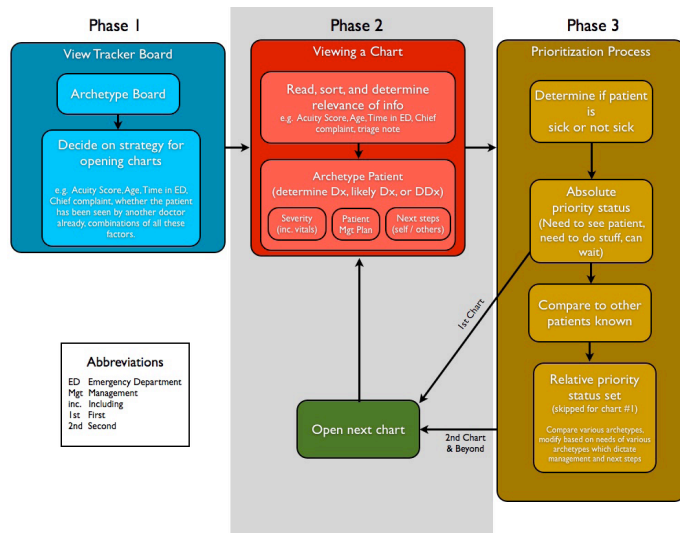 Phase 1
Phase 2
Phase 3
View Tracker Board
Archetype Board
Decide on strategy for
opening charts
e.g. Acuity Score, Age, Time in ED,
Chief complaint, whether the patient
has been seen by another doctor
already, combinations of all these
factors.
Viewing a Chart
Read, sort, and determine
relevance of info
e.g. Acuity Score, Age, Time in ED, Chief
complaint, triage note
Archetype Patient
(determine Dx, likely Dx, or DDx)
Severity
(inc. vitals)
Patient
Mgt Plan
Next steps
(self / others)
Prioritization Process
Determine if patient
is
sick or not sick
Absolute
priority status
(Need to see patient,
need to do stuff, can
wait)
Compare to other
patients known
Relative priority
status set
(skipped for chart #1)
Compare various archetypes,
modify based on needs of various
archetypes which dictate
management and next steps
1st Chart
2nd Chart
& Beyond
Open next chart
Abbreviations
ED Emergency Department
Mgt Management
inc. Including
1st First
2nd Second